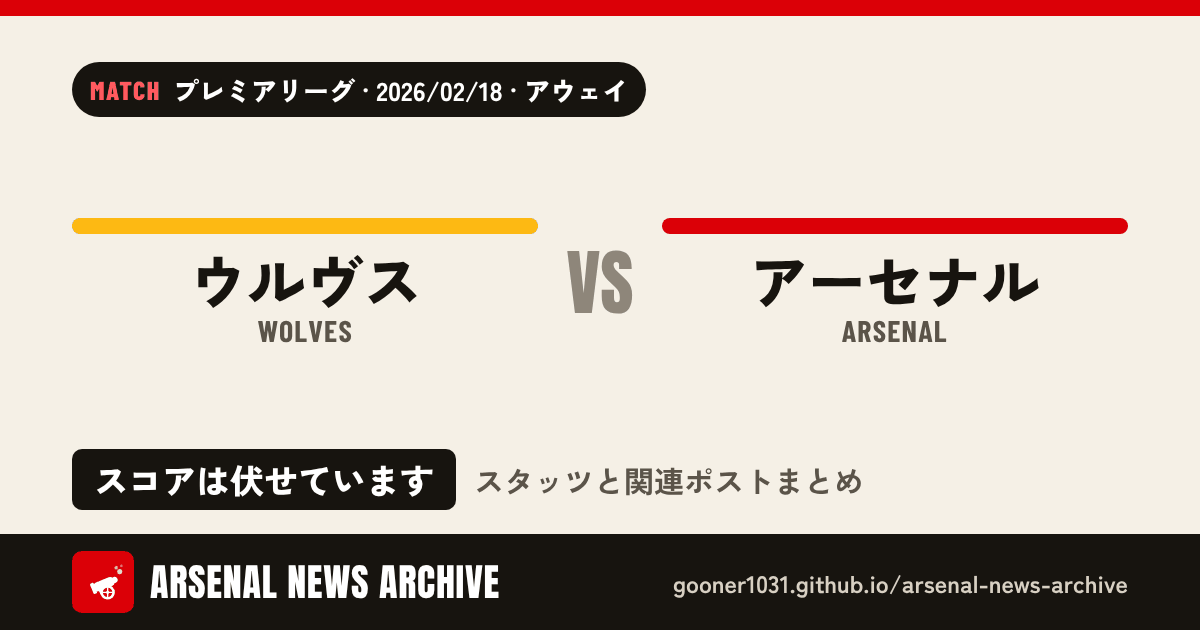 MATCH プレミアリーグ · 2026/02/18 · アウェイ
ウルヴス
WOLVES
VS
アーセナル
ARSENAL
スコアは伏せています スタッツと関連ポストまとめ
ARSENAL NEWS ARCHIVE
gooner1031.github.io/arsenal-news-archive